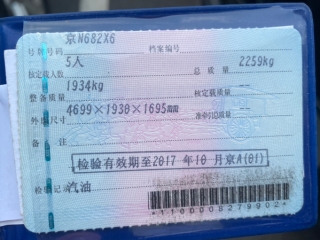 京N682X6
号牌号码 档案编号
5人
核定载人数 总质量 2259kg
1934kg
整备质量 核定载质量
4699×1938×1695mm
外廓尺寸 准牵引总质量
备注
检验有效期至2017 年10 月京A(01)
检验记录 汽油
*1100008279902*